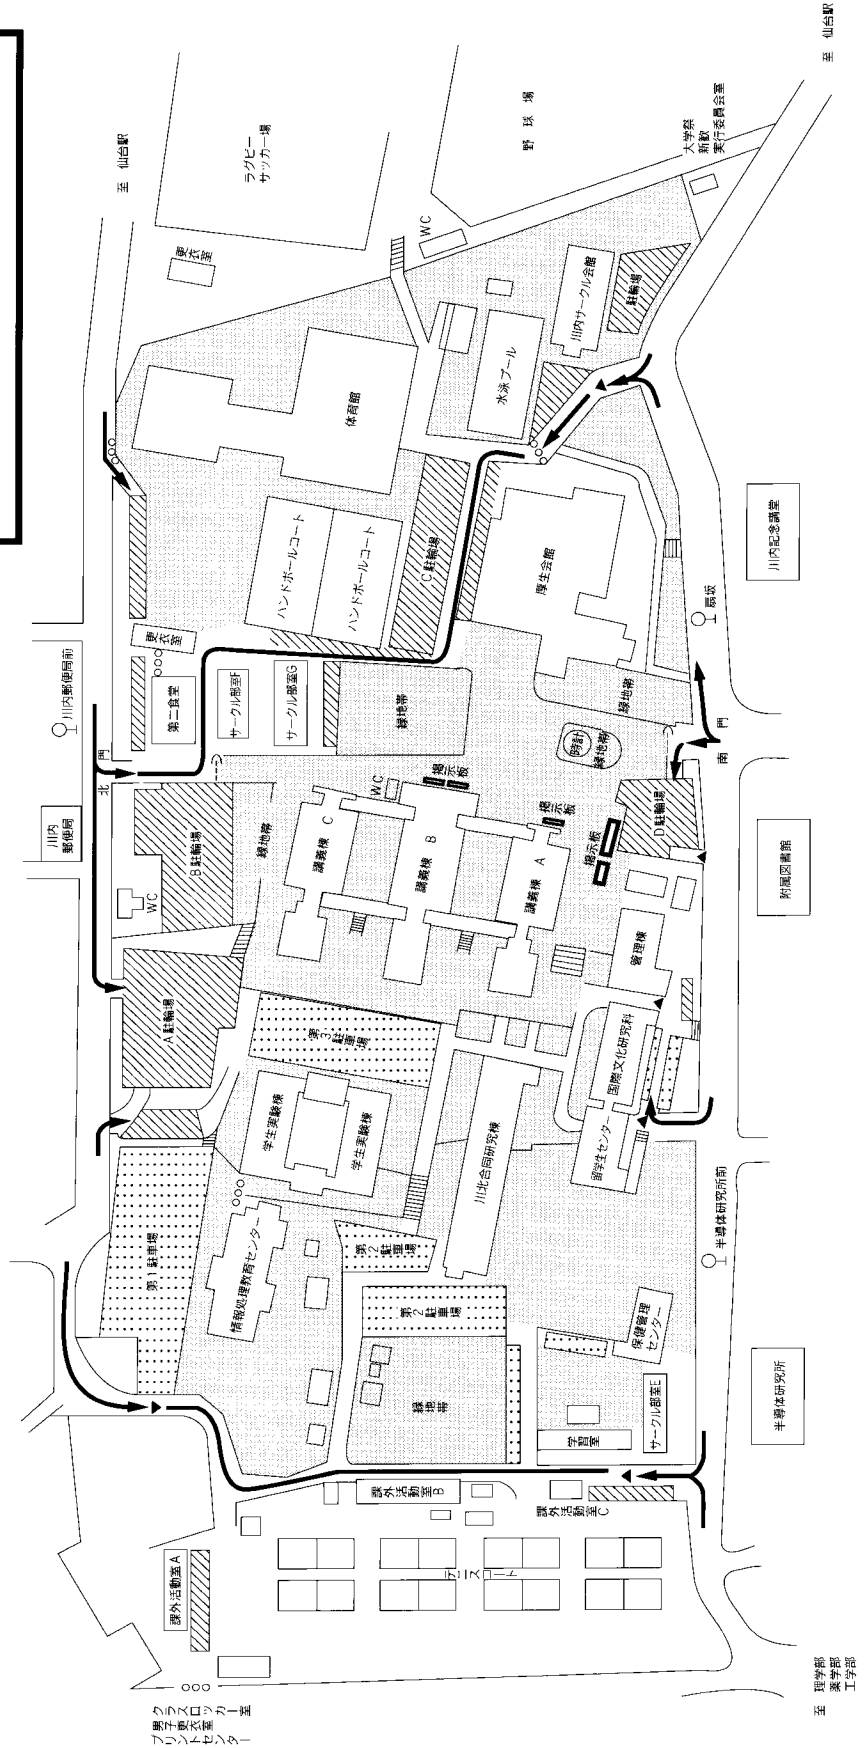 至 仙台駅
至 仙台駅
ラグビー
サッカー場
野球場
大学祭
新歓
実行委員会室
更衣室
WC
川内サークル会館
駐輪場
水泳プール
体育館
ハンドボールコート
ハンドボールコート
C駐輪場
厚生会館
川内記念講堂
扇坂
川内郵便局前
更衣室
第二食堂
サークル部室F
サークル部室G
緑地帯
緑地帯
時計
緑地帯
南門
北門
川内
郵便局
B駐輪場
WC
緑地帯
WC
掲示板
講義棟 C
講義棟 B
講義棟 A
掲示板
掲示板
D駐輪場
附属図書館
管理棟
A駐輪場
第3駐車場
国際文化研究科
留学生センター
学生実験棟
学生実験棟
川北合同研究棟
第1駐車場
情報処理教育センター
第2駐車場
第2駐車場
半導体研究所前
保健管理
センター
緑地帯
学習室
サークル部室E
半導体研究所
課外活動室B
課外活動室C
テニスコート
課外活動室A
クラスロッカー室
男子更衣室
プリントセンター
至 理学部
薬学部
工学部